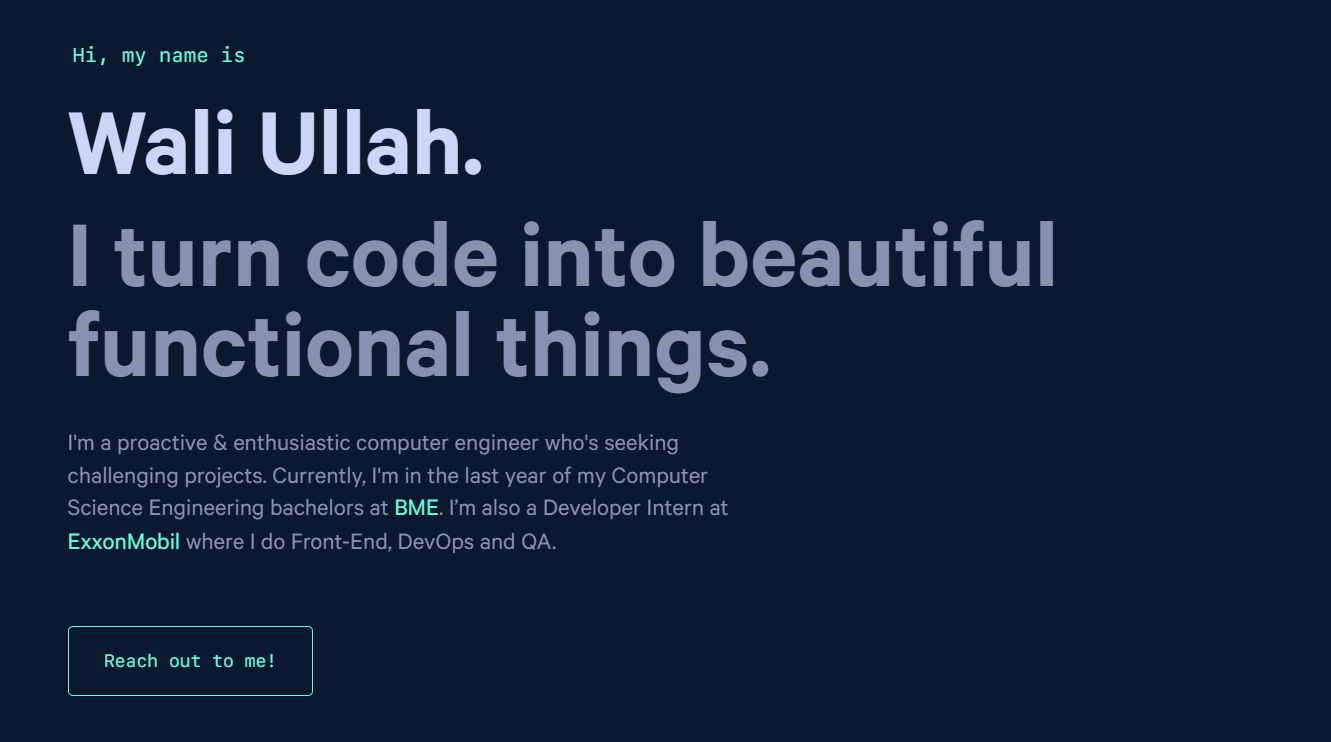 Hi, my name is
Wali Ullah.
I turn code into beautiful
functional things.
I'm a proactive & enthusiastic computer engineer who's seeking
challenging projects. Currently, I'm in the last year of my Computer
Science Engineering bachelors at BME. I’m also a Developer Intern at
ExxonMobil where I do Front-End, DevOps and QA.
Reach out to me!